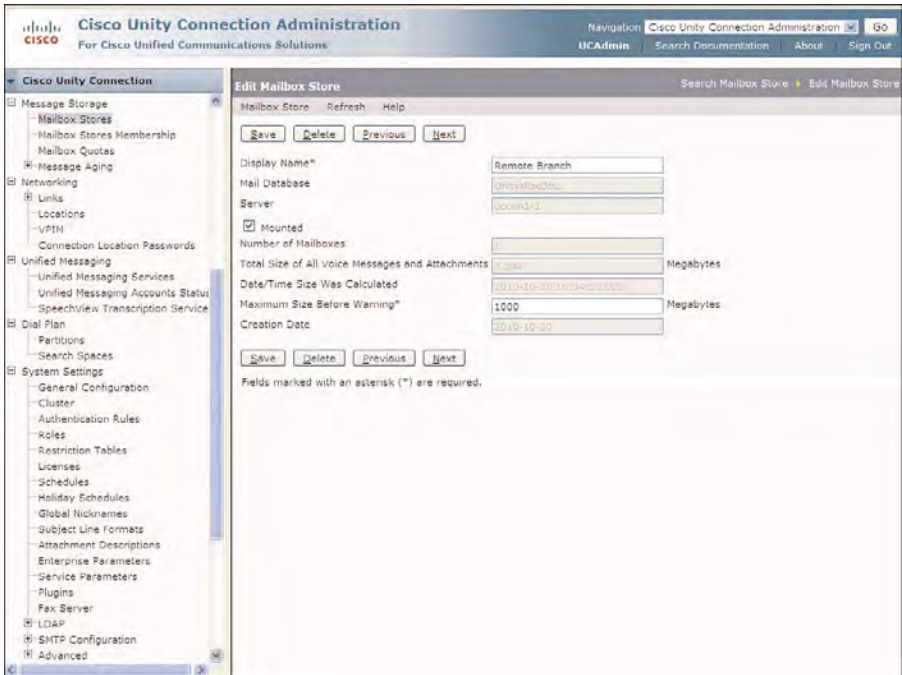 cisco
Cisco Unity Connection Administration
For Cisco Unified Communications Solutions
Navigation Cisco Unity Connection Administration Go
UCAdmin Search Documentation About Sign Out
Cisco Unity Connection
Message Storage
Mailbox Stores
Mailbox Stores Membership
Mailbox Quotas
Message Aging
Networking
Links
Locations
VPIM
Connection Location Passwords
Unified Messaging
Unified Messaging Services
Unified Messaging Accounts Status
SpeechView Transcription Service
Dial Plan
Partitions
Search Spaces
System Settings
General Configuration
Cluster
Authentication Rules
Roles
Restriction Tables
Licenses
Schedules
Holiday Schedules
Global Nicknames
Subject Line Formats
Attachment Descriptions
Enterprise Parameters
Service Parameters
Plugins
Fax Server
LDAP
SMTP Configuration
Advanced
Edit Mailbox Store
Search Mailbox Store Edit Mailbox Store
Mailbox Store Refresh Help
Save Delete Previous Next
Display Name* Remote Branch
Mail Database
Server
Mounted
Number of Mailboxes
Total Size of All Voice Messages and Attachments Megabytes
Date/Time Size Was Calculated
Maximum Size Before Warning* 1000 Megabytes
Creation Date 2010-10-20
Save Delete Previous Next
Fields marked with an asterisk (*) are required.